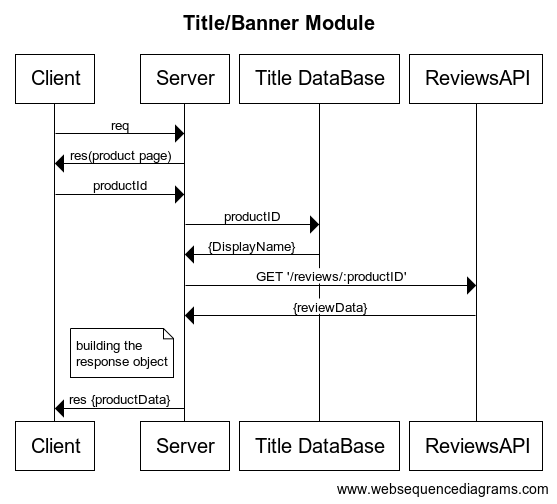 Title/Banner Module
Client Server Title DataBase ReviewsAPI
req
res(product page)
productId
productID
{DisplayName}
GET '/reviews/:productID'
{reviewData}
building the
response object
res {productData}
Client Server Title DataBase ReviewsAPI
www.websequencediagrams.com